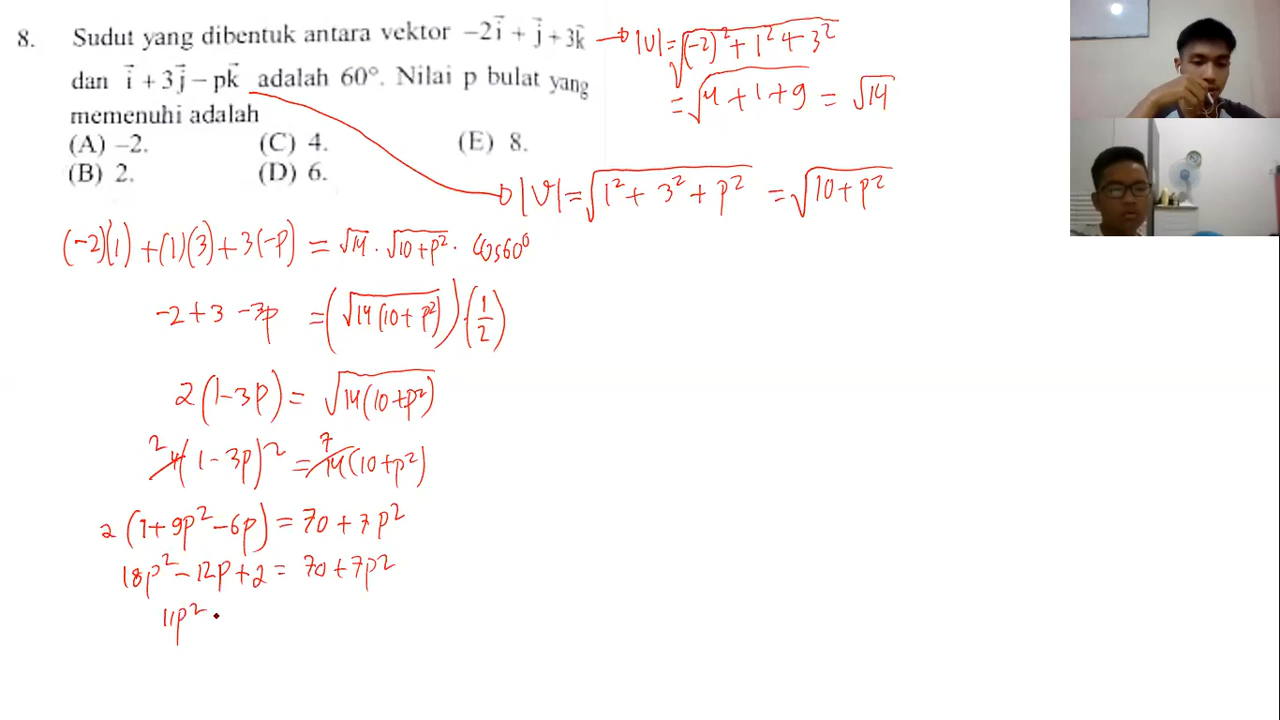 8. Sudut yang dibentuk antara vektor −2i⃗ + j⃗ + 3k⃗ → |U| = √((-2)² + 1² + 3²)
dan i⃗ + 3j⃗ − pk⃗ adalah 60°. Nilai p bulat yang
= √(4 + 1 + 9) = √14
memenuhi adalah
(A) −2. (C) 4. (E) 8.
(B) 2. (D) 6.
→ |V| = √(1² + 3² + p²) = √(10 + p²)
(-2)(1) + (1)(3) + 3(-p) = √14 · √(10+p²) · cos60°
-2 + 3 - 3p = (√(14(10+p²))) · (1/2)
2(1-3p) = √(14(10+p²))
2 4(1-3p)² = 7 14(10+p²)
2(1+9p²-6p) = 70 + 7p²
18p² - 12p + 2 = 70 + 7p²
11p²